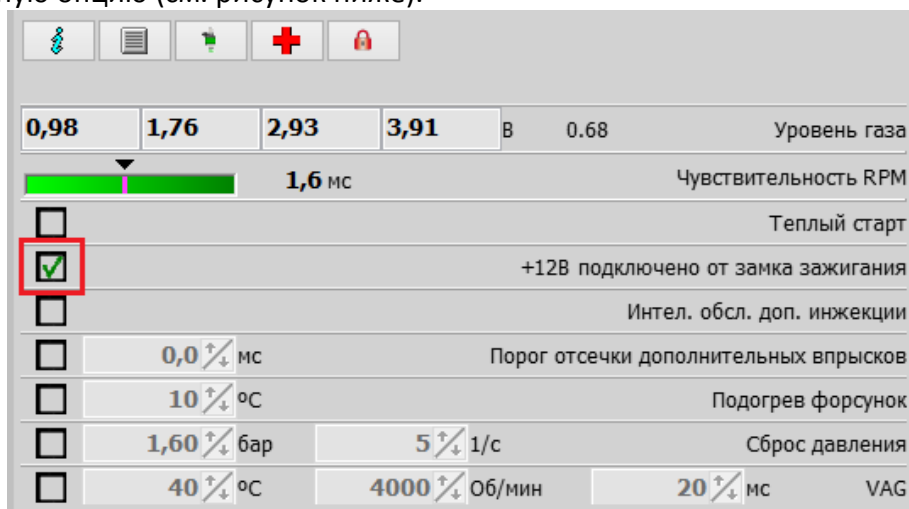 ную опцию (см. рисунок ниже).
0,98 1,76 2,93 3,91 В 0.68 Уровень газа
1,6 мс Чувствительность RPM
Теплый старт
+12В подключено от замка зажигания
Интел. обсл. доп. инжекции
0,0 мс Порог отсечки дополнительных впрысков
10 ºC Подогрев форсунок
1,60 бар 5 1/с Сброс давления
40 ºC 4000 Об/мин 20 мс VAG